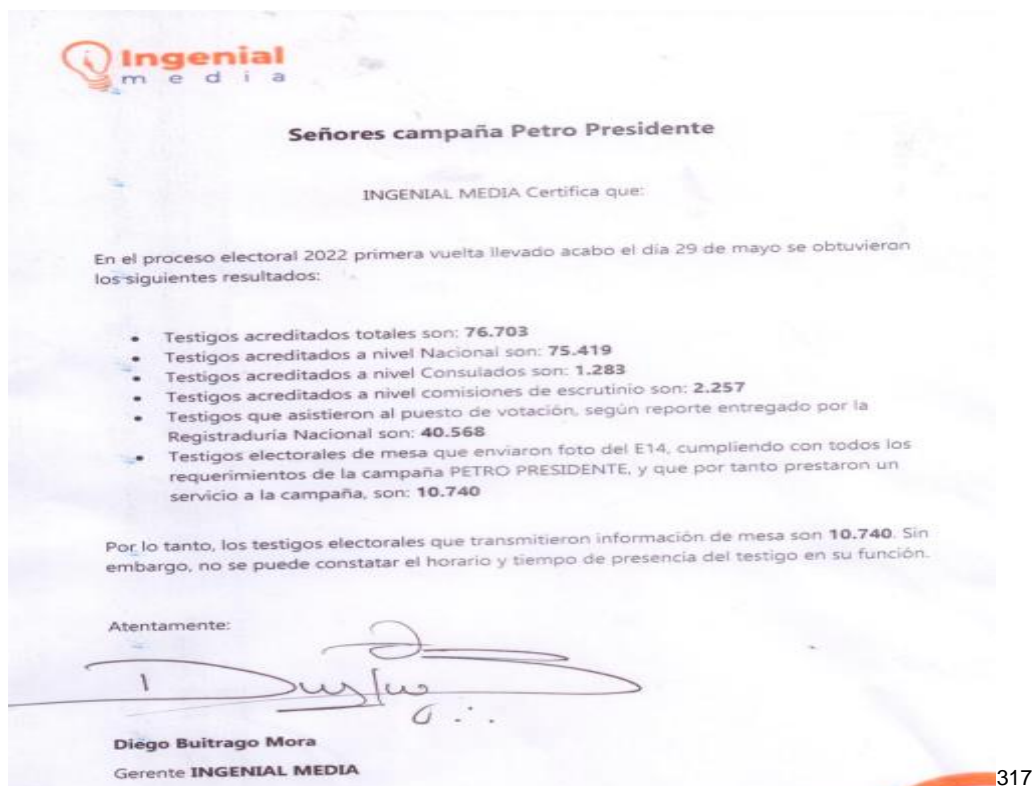 Ingenial
media
Señores campaña Petro Presidente
INGENIAL MEDIA Certifica que:
En el proceso electoral 2022 primera vuelta llevado acabo el día 29 de mayo se obtuvieron
los siguientes resultados:
• Testigos acreditados totales son: 76.703
• Testigos acreditados a nivel Nacional son: 75.419
• Testigos acreditados a nivel Consulados son: 1.283
• Testigos acreditados a nivel comisiones de escrutinio son: 2.257
• Testigos que asistieron al puesto de votación, según reporte entregado por la
Registraduría Nacional son: 40.568
• Testigos electorales de mesa que enviaron foto del E14, cumpliendo con todos los
requerimientos de la campaña PETRO PRESIDENTE, y que por tanto prestaron un
servicio a la campaña, son: 10.740
Por lo tanto, los testigos electorales que transmitieron información de mesa son 10.740. Sin
embargo, no se puede constatar el horario y tiempo de presencia del testigo en su función.
Atentamente:
Diego Buitrago Mora
Gerente INGENIAL MEDIA
317